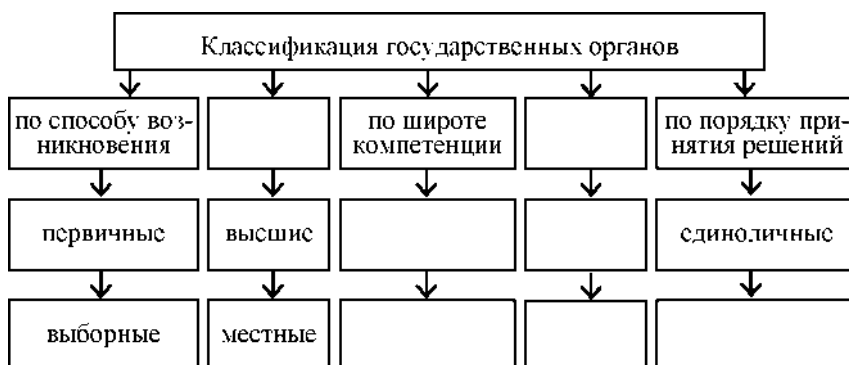 Классификация государственных органов
по способу воз-
никновения
по широте
компетенции
по порядку при-
нятия решений
первичные
высшие
единоличные
выборные
местные